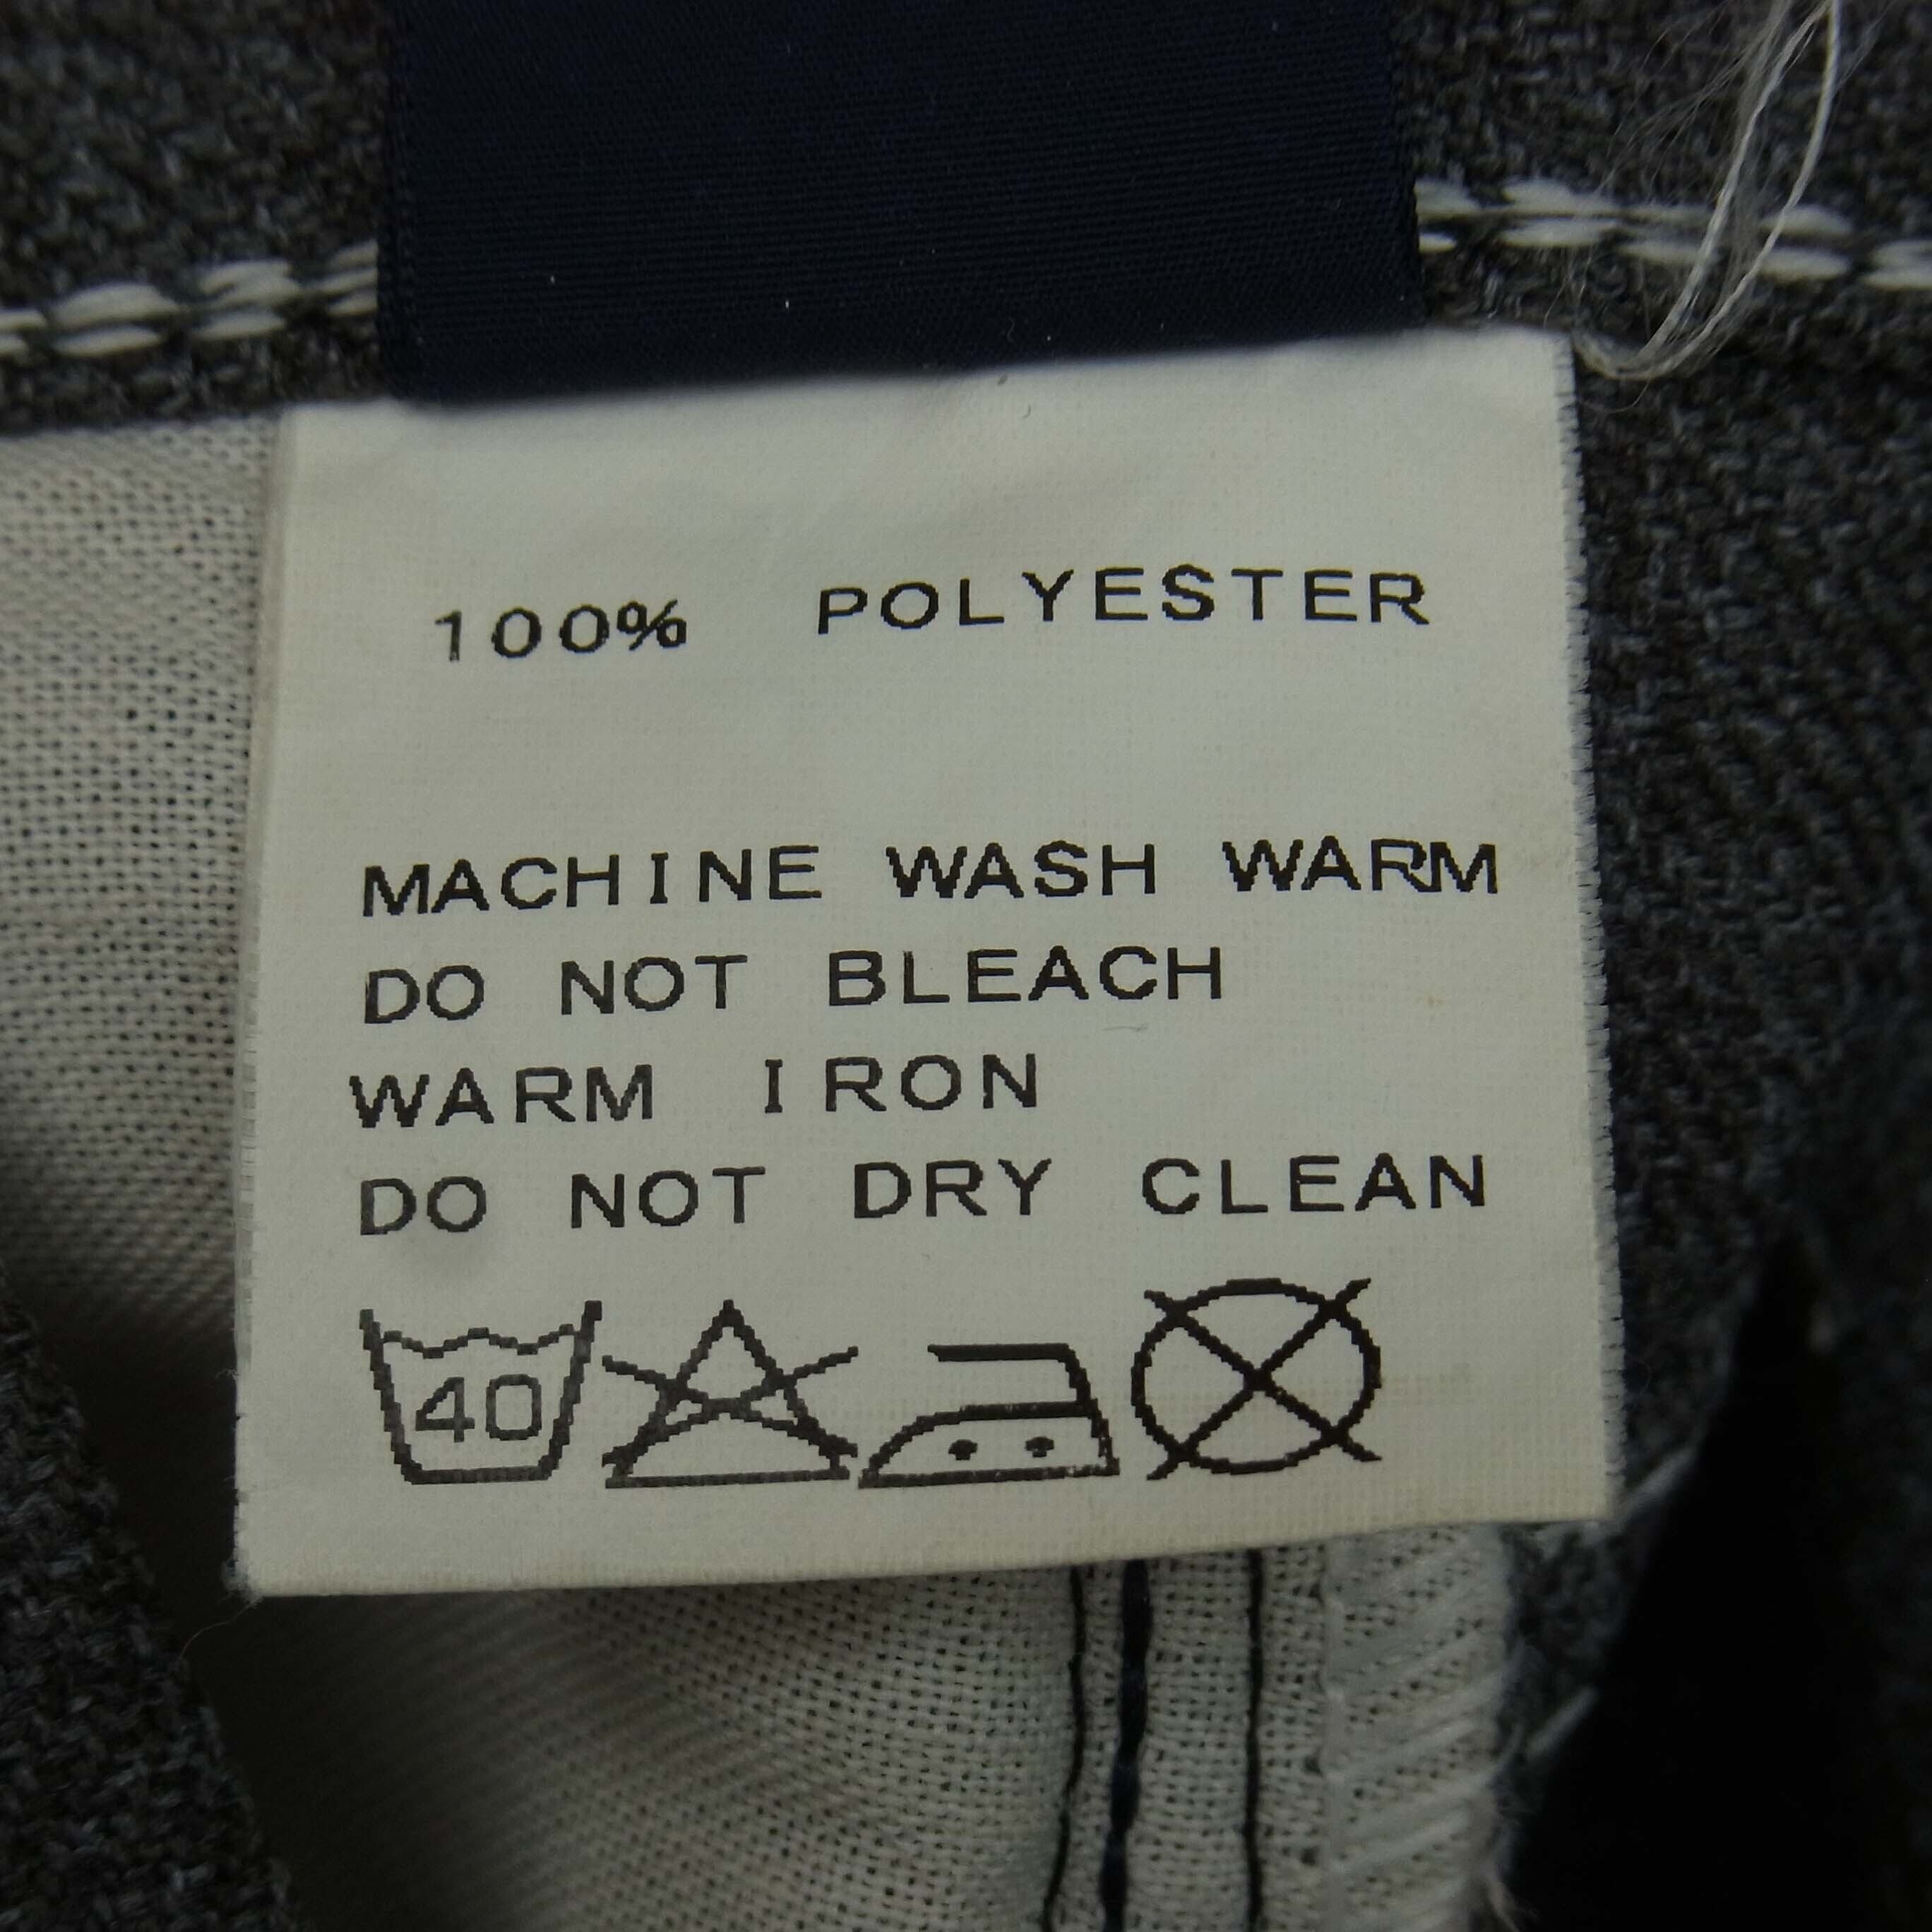 100% POLYESTER
MACHINE WASH WARM
DO NOT BLEACH
WARM IRON
DO NOT DRY CLEAN
40